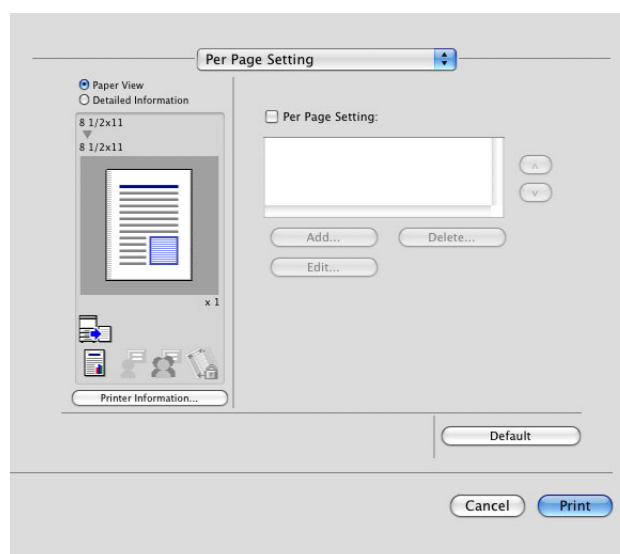 Per Page Setting
Paper View
Detailed Information
8 1/2x11
8 1/2x11
x 1
Printer Information...
Per Page Setting:
Add...
Delete...
Edit...
Default
Cancel
Print